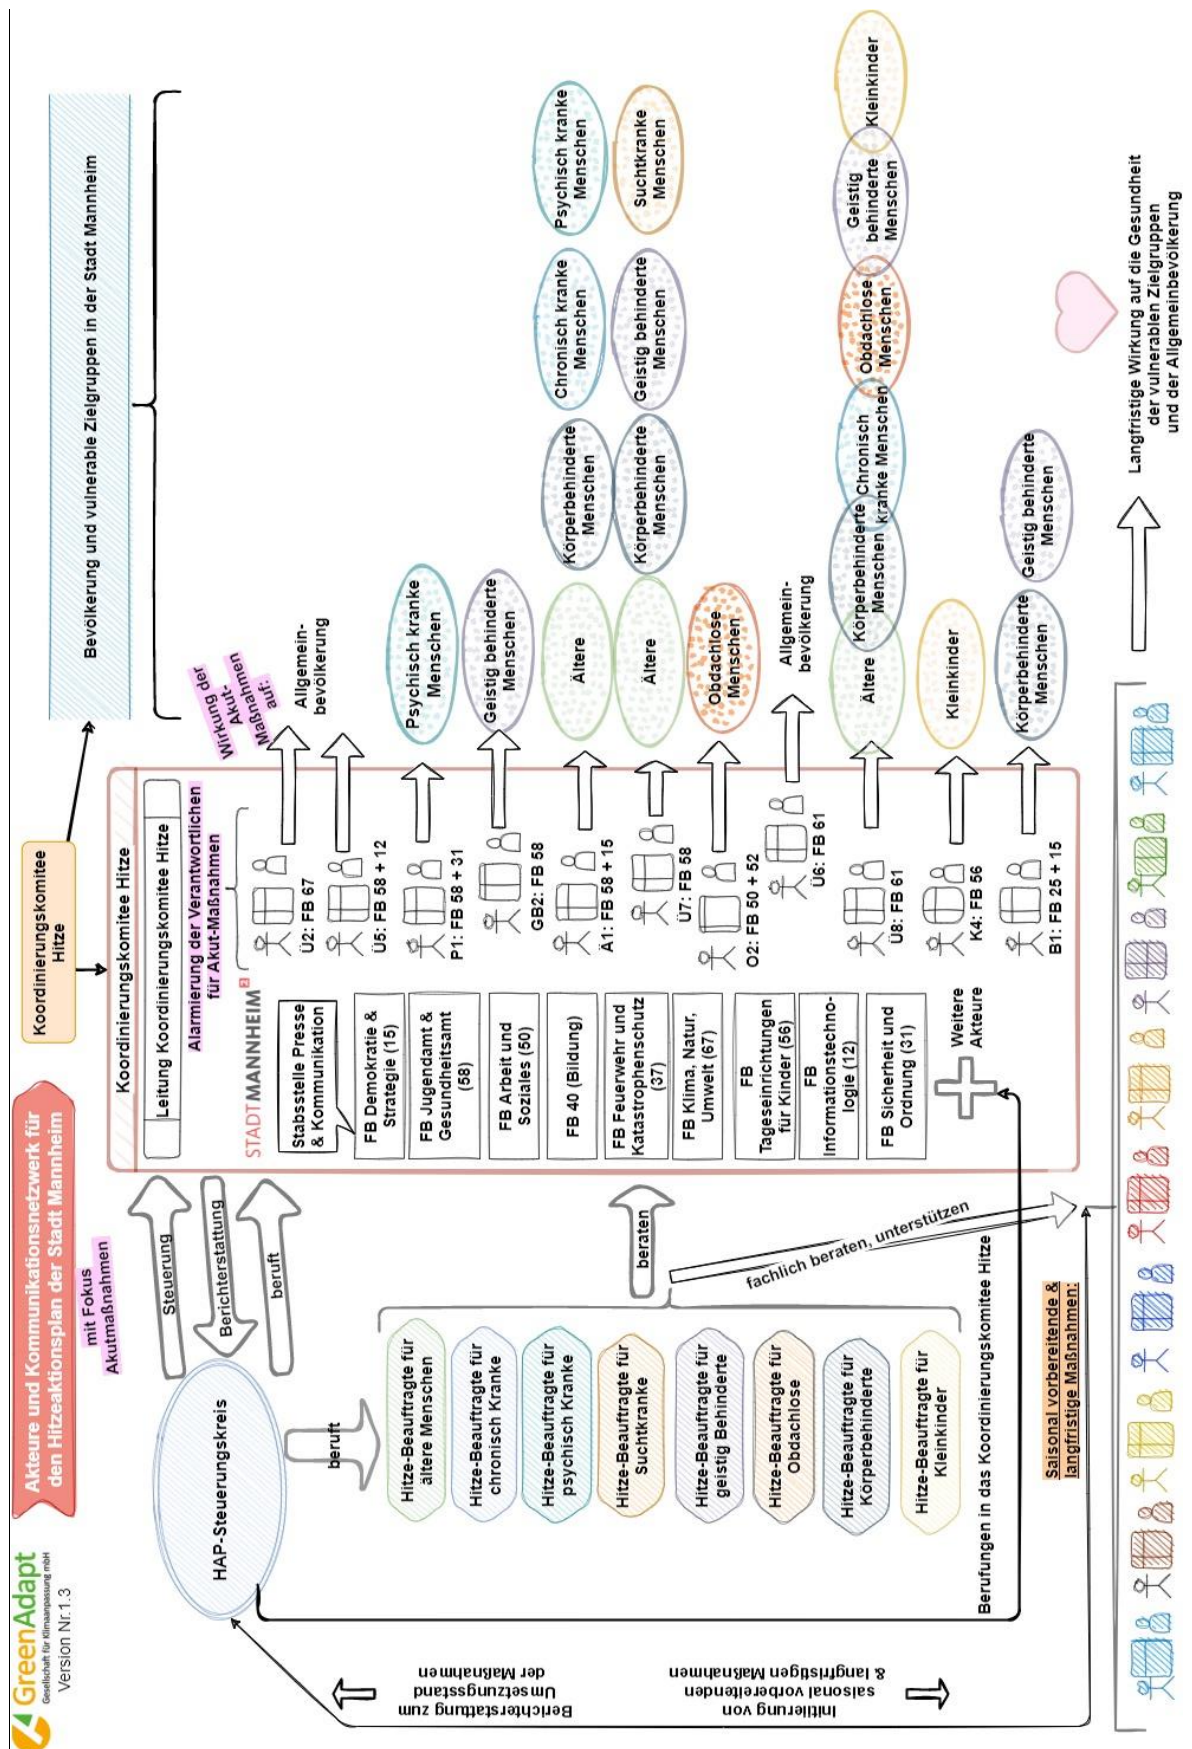 GreenAdapt
Gesellschaft für Klimaanpassung mbH
Version Nr.1.3
Akteure und Kommunikationsnetzwerk für
den Hitzeaktionsplan der Stadt Mannheim
mit Fokus
Akutmaßnahmen
Koordinierungskomitee
Hitze
Bevölkerung und vulnerable Zielgruppen in der Stadt Mannheim
HAP-Steuerungskreis
Steuerung
Berichterstattung
beruft
beruft
Hitze-Beauftragte für
ältere Menschen
Hitze-Beauftragte für
chronisch Kranke
Hitze-Beauftragte für
psychisch Kranke
Hitze-Beauftragte für
Suchtkranke
Hitze-Beauftragte für
geistig Behinderte
Hitze-Beauftragte für
Obdachlose
Hitze-Beauftragte für
Körperbehinderte
Hitze-Beauftragte für
Kleinkinder
beraten
fachlich beraten, unterstützen
Koordinierungskomitee Hitze
Leitung Koordinierungskomitee Hitze
Alarmierung der Verantwortlichen
für Akut-Maßnahmen
STADTMANNHEIM²
Stabsstelle Presse
& Kommunikation
FB Demokratie &
Strategie (15)
FB Jugendamt &
Gesundheitsamt
(58)
FB Arbeit und
Soziales (50)
FB 40 (Bildung)
FB Feuerwehr und
Katastrophenschutz
(37)
FB Klima, Natur,
Umwelt (67)
FB
Tageseinrichtungen
für Kinder (56)
FB
Informationstechno-
logie (12)
FB Sicherheit und
Ordnung (31)
Weitere
Akteure
Ü2: FB 67
Ü5: FB 58 + 12
P1: FB 58 + 31
GB2: FB 58
Ä1: FB 58 + 15
Ü7: FB 58
O2: FB 50 + 52
Ü6: FB 61
Ü8: FB 61
K4: FB 56
B1: FB 25 + 15
Wirkung der
Akut-
Maßnahmen
auf:
Allgemein-
bevölkerung
Psychisch kranke
Menschen
Geistig behinderte
Menschen
Ältere
Körperbehinderte
Menschen
Chronisch kranke
Menschen
Psychisch kranke
Menschen
Ältere
Körperbehinderte
Menschen
Geistig behinderte
Menschen
Suchtkranke
Menschen
Obdachlose
Menschen
Allgemein-
bevölkerung
Ältere
Körperbehinderte
Menschen
Chronisch
kranke Menschen
Obdachlose
Menschen
Geistig
behinderte
Menschen
Kleinkinder
Kleinkinder
Körperbehinderte
Menschen
Geistig behinderte
Menschen
Berufungen in das Koordinierungskomitee Hitze
Berichterstattung zum
Umsetzungsstand
der Maßnahmen
Initiierung von
saisonal vorbereitenden
& langfristigen Maßnahmen
Saisonal vorbereitende &
langfristige Maßnahmen:
Langfristige Wirkung auf die Gesundheit
der vulnerablen Zielgruppen
und der Allgemeinbevölkerung